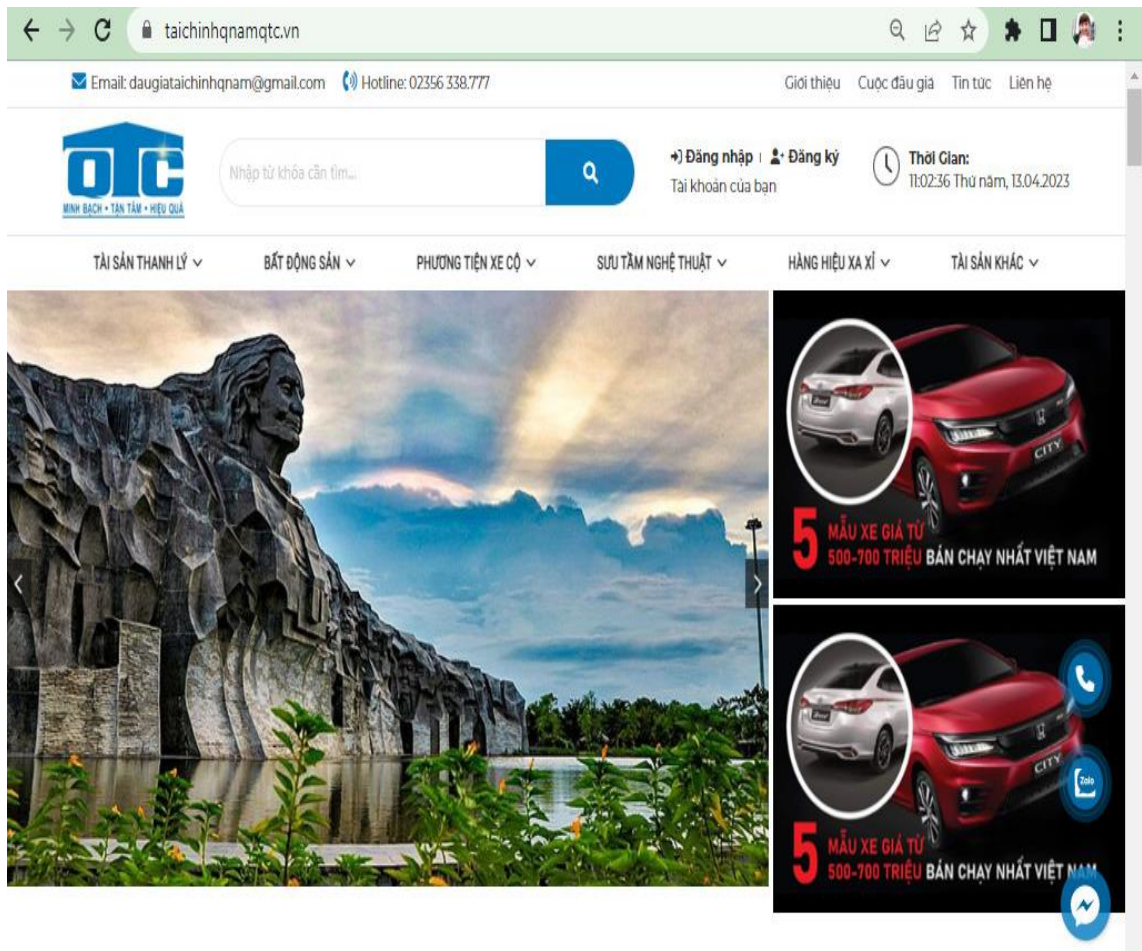 taichinhqnamqtc.vn
Email: daugiataichinhqnam@gmail.com Hotline: 02356 338.777
Giới thiệu Cuộc đấu giá Tin tức Liên hệ
QTC
MINH BẠCH • TẬN TÂM • HIỆU QUẢ
Nhập từ khóa cần tìm...
Đăng nhập | Đăng ký
Tài khoản của bạn
Thời Gian:
11:02:36 Thứ năm, 13.04.2023
TÀI SẢN THANH LÝ BẤT ĐỘNG SẢN PHƯƠNG TIỆN XE CỘ SƯU TẦM NGHỆ THUẬT HÀNG HIỆU XA XỈ TÀI SẢN KHÁC
CITY
5 MẪU XE GIÁ TỪ
500-700 TRIỆU BÁN CHẠY NHẤT VIỆT NAM
CITY
5 MẪU XE GIÁ TỪ
500-700 TRIỆU BÁN CHẠY NHẤT VIỆT NAM
Zalo